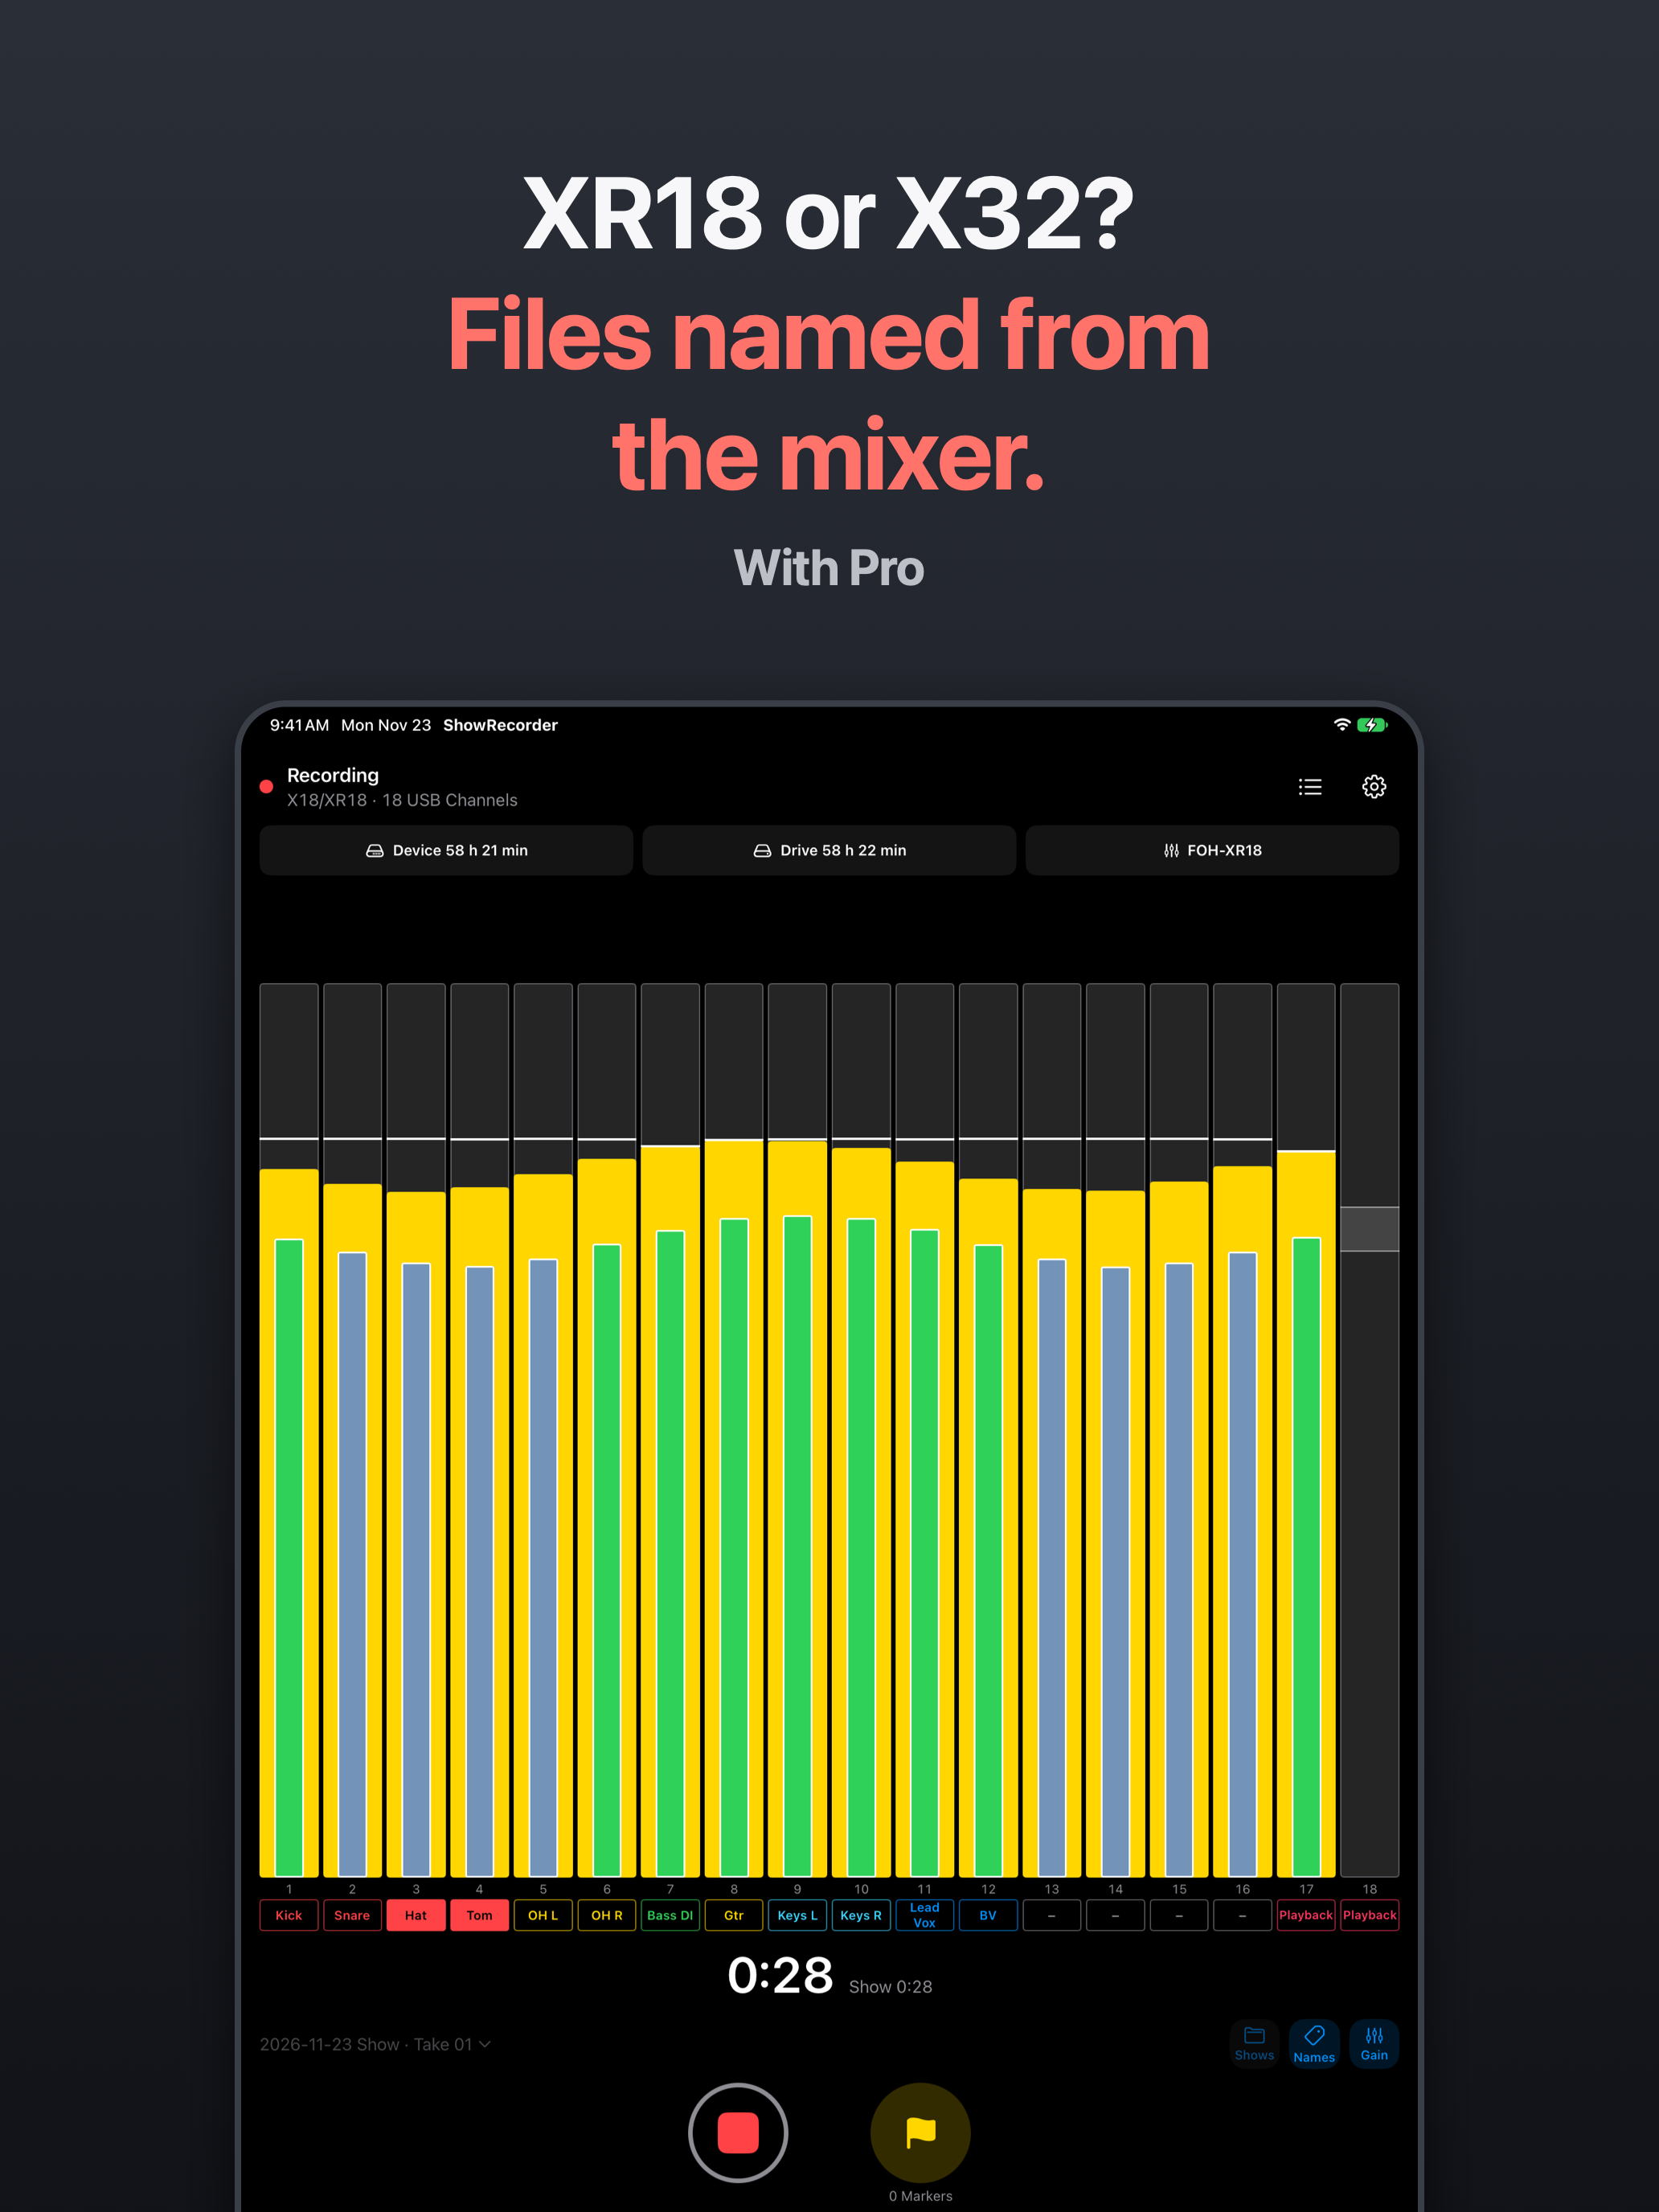 XR18 or X32?
Files named from
the mixer.
With Pro
9:41 AM Mon Nov 23 ShowRecorder
Recording
X18/XR18 · 18 USB Channels
Device 58 h 21 min
Drive 58 h 22 min
FOH-XR18
1 2 3 4 5 6 7 8 9 10 11 12 13 14 15 16 17 18
Kick Snare Hat Tom OH L OH R Bass DI Gtr Keys L Keys R Lead Vox BV – – – – Playback Playback
0:28 Show 0:28
2026-11-23 Show · Take 01
Shows Names Gain
0 Markers